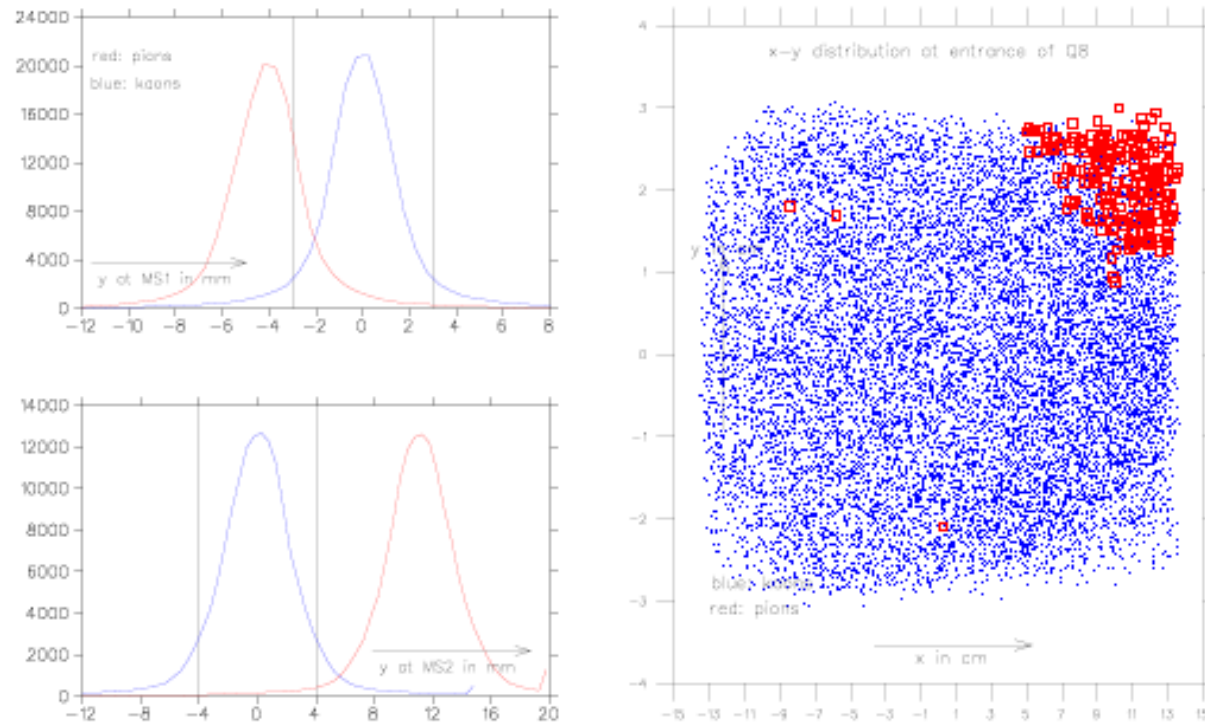 24000
20000
16000
12000
8000
4000
0
red: pions
blue: kaons
y at MS1 in mm
-12 -10 -8 -6 -4 -2 0 2 4 6 8
14000
12000
10000
8000
6000
4000
2000
0
y at MS2 in mm
-12 -8 -4 0 4 8 12 16 20
x-y distribution at entrance of Q8
4
3
2
1
0
-1
-2
-3
-4
y
blue: kaons
red: pions
x in cm
-15 -13 -11 -9 -7 -5 -3 -1 1 3 5 7 9 11 13 15